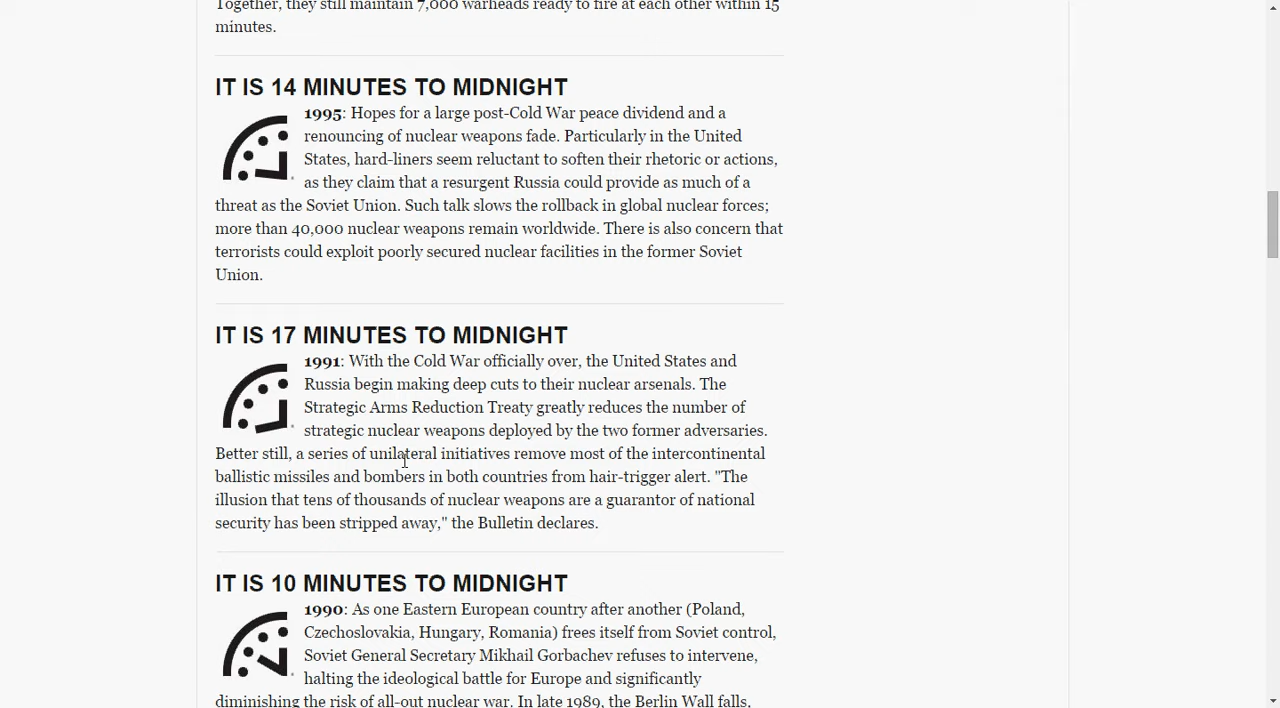 Together, they still maintain 7,000 warheads ready to fire at each other within 15
minutes.
IT IS 14 MINUTES TO MIDNIGHT
1995: Hopes for a large post-Cold War peace dividend and a
renouncing of nuclear weapons fade. Particularly in the United
States, hard-liners seem reluctant to soften their rhetoric or actions,
as they claim that a resurgent Russia could provide as much of a
threat as the Soviet Union. Such talk slows the rollback in global nuclear forces;
more than 40,000 nuclear weapons remain worldwide. There is also concern that
terrorists could exploit poorly secured nuclear facilities in the former Soviet
Union.
IT IS 17 MINUTES TO MIDNIGHT
1991: With the Cold War officially over, the United States and
Russia begin making deep cuts to their nuclear arsenals. The
Strategic Arms Reduction Treaty greatly reduces the number of
strategic nuclear weapons deployed by the two former adversaries.
Better still, a series of unilateral initiatives remove most of the intercontinental
ballistic missiles and bombers in both countries from hair-trigger alert. "The
illusion that tens of thousands of nuclear weapons are a guarantor of national
security has been stripped away," the Bulletin declares.
IT IS 10 MINUTES TO MIDNIGHT
1990: As one Eastern European country after another (Poland,
Czechoslovakia, Hungary, Romania) frees itself from Soviet control,
Soviet General Secretary Mikhail Gorbachev refuses to intervene,
halting the ideological battle for Europe and significantly
diminishing the risk of all-out nuclear war. In late 1989, the Berlin Wall falls,